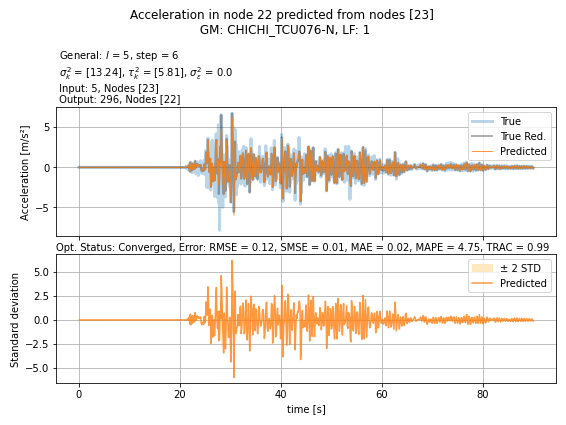 Acceleration in node 22 predicted from nodes [23]
GM: CHICHI_TCU076-N, LF: 1
General: l = 5, step = 6
σ²ₖ = [13.24], τ²ₖ = [5.81], σ²ε = 0.0
Input: 5, Nodes [23]
Output: 296, Nodes [22]
True
True Red.
Predicted
Acceleration [m/s²]
5
0
−5
Opt. Status: Converged, Error: RMSE = 0.12, SMSE = 0.01, MAE = 0.02, MAPE = 4.75, TRAC = 0.99
± 2 STD
Predicted
Standard deviation
5.0
2.5
0.0
−2.5
−5.0
0 20 40 60 80
time [s]